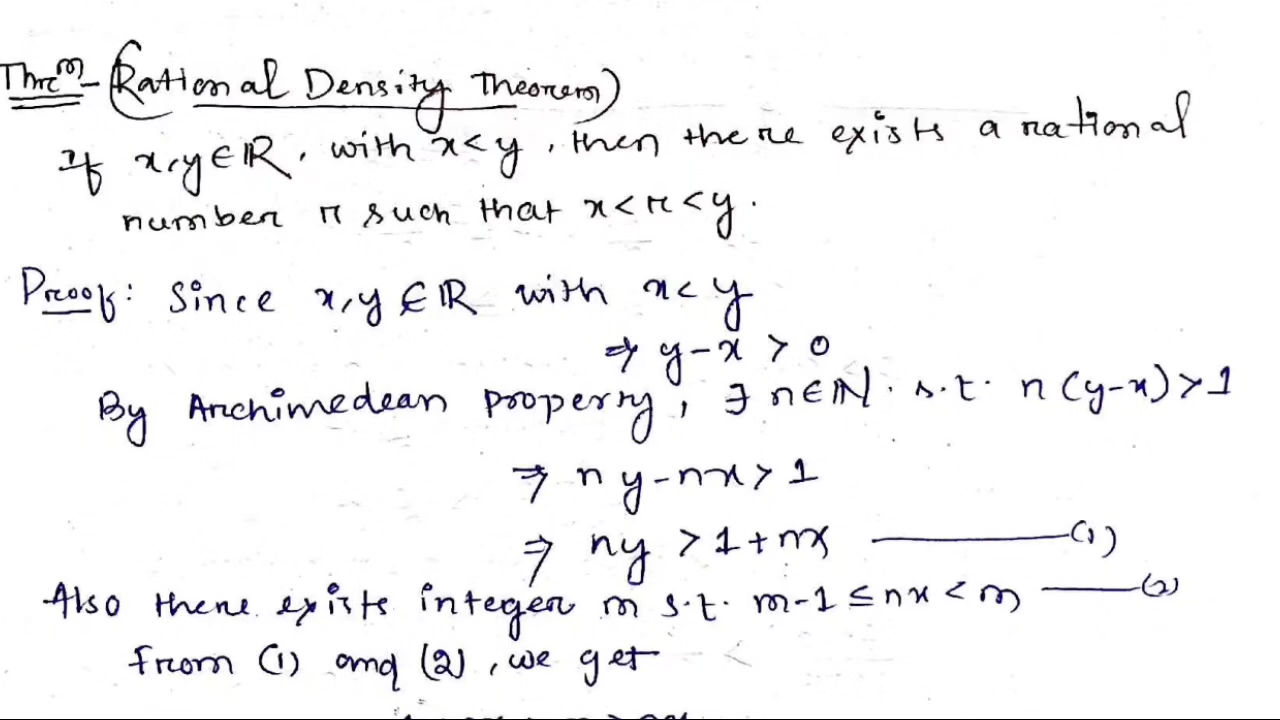 Thrᵐ - (Rational Density Theorem)
If x,y∈ℝ, with x<y, then there exists a rational
number r such that x<r<y.
Proof: Since x,y∈ℝ with x<y
⇒ y-x > 0
By Archimedean property, ∃ n∈ℕ. s.t. n(y-x)>1
⇒ ny-nx>1
⇒ ny > 1+nx ——— (1)
Also there exists integer m s.t. m-1 ≤ nx < m ——— (2)
From (1) and (2), we get